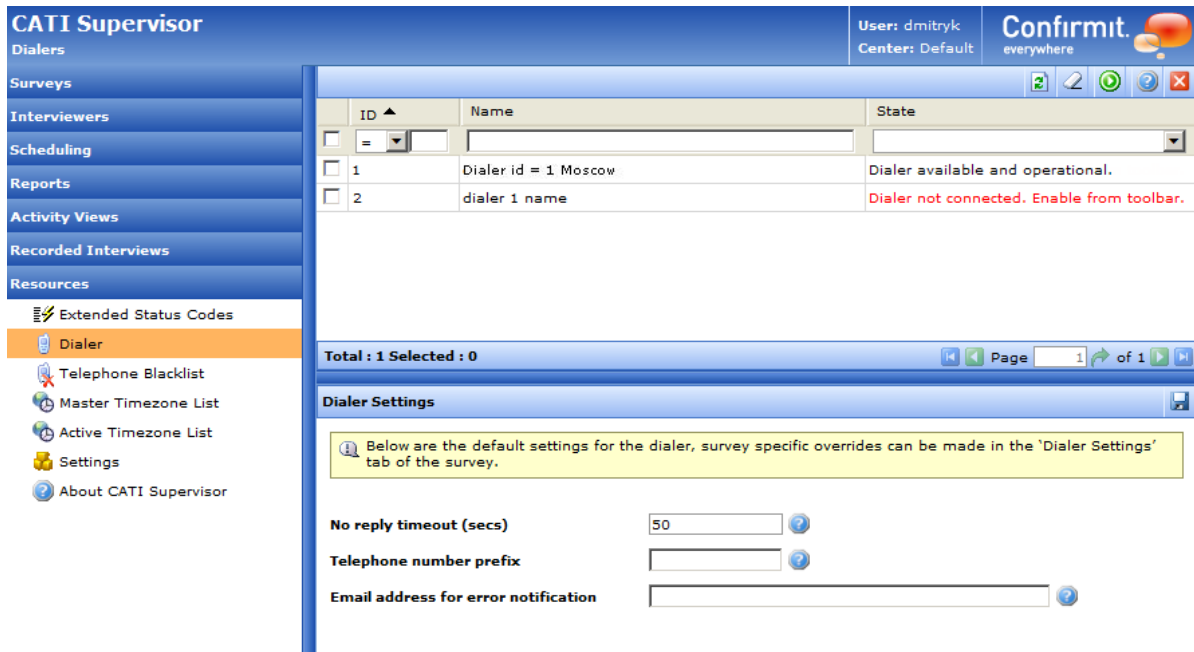 CATI Supervisor
Dialers
User: dmitryk
Center: Default
Confirmit.
everywhere
Surveys
Interviewers
Scheduling
Reports
Activity Views
Recorded Interviews
Resources
Extended Status Codes
Dialer
Telephone Blacklist
Master Timezone List
Active Timezone List
Settings
About CATI Supervisor
ID Name State
=
1 Dialer id = 1 Moscow Dialer available and operational.
2 dialer 1 name Dialer not connected. Enable from toolbar.
Total : 1 Selected : 0 Page 1 of 1
Dialer Settings
Below are the default settings for the dialer, survey specific overrides can be made in the ‘Dialer Settings’
tab of the survey.
No reply timeout (secs) 50
Telephone number prefix
Email address for error notification